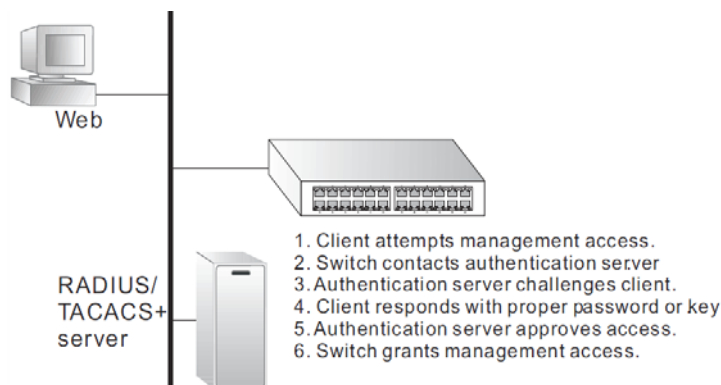 Web
1. Client attempts management access.
2. Switch contacts authentication server
3. Authentication server challenges client.
4. Client responds with proper password or key
5. Authentication server approves access.
6. Switch grants management access.
RADIUS/
TACACS+
server